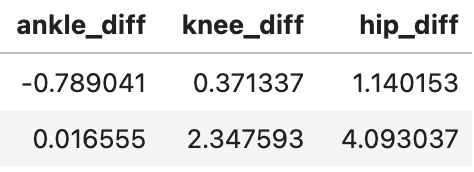 ankle_diff knee_diff hip_diff
-0.789041 0.371337 1.140153
0.016555 2.347593 4.093037